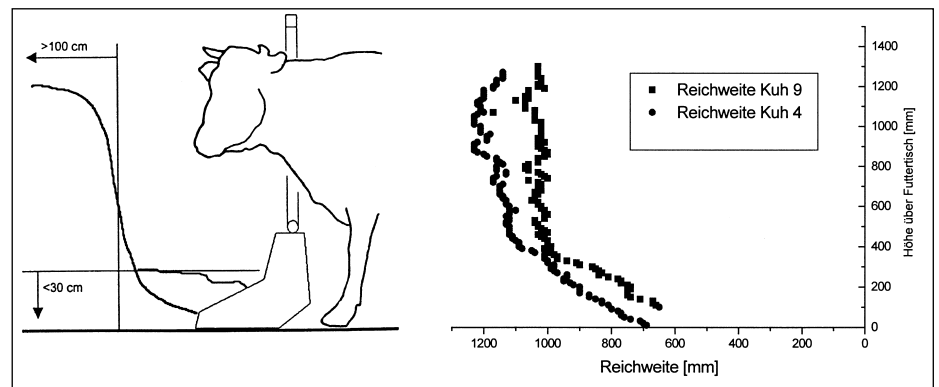 >100 cm
<30 cm
Reichweite Kuh 9
Reichweite Kuh 4
1400
1200
1000
800
600
400
200
0
Höhe über Futtertisch [mm]
1200 1000 800 600 400 200 0
Reichweite [mm]